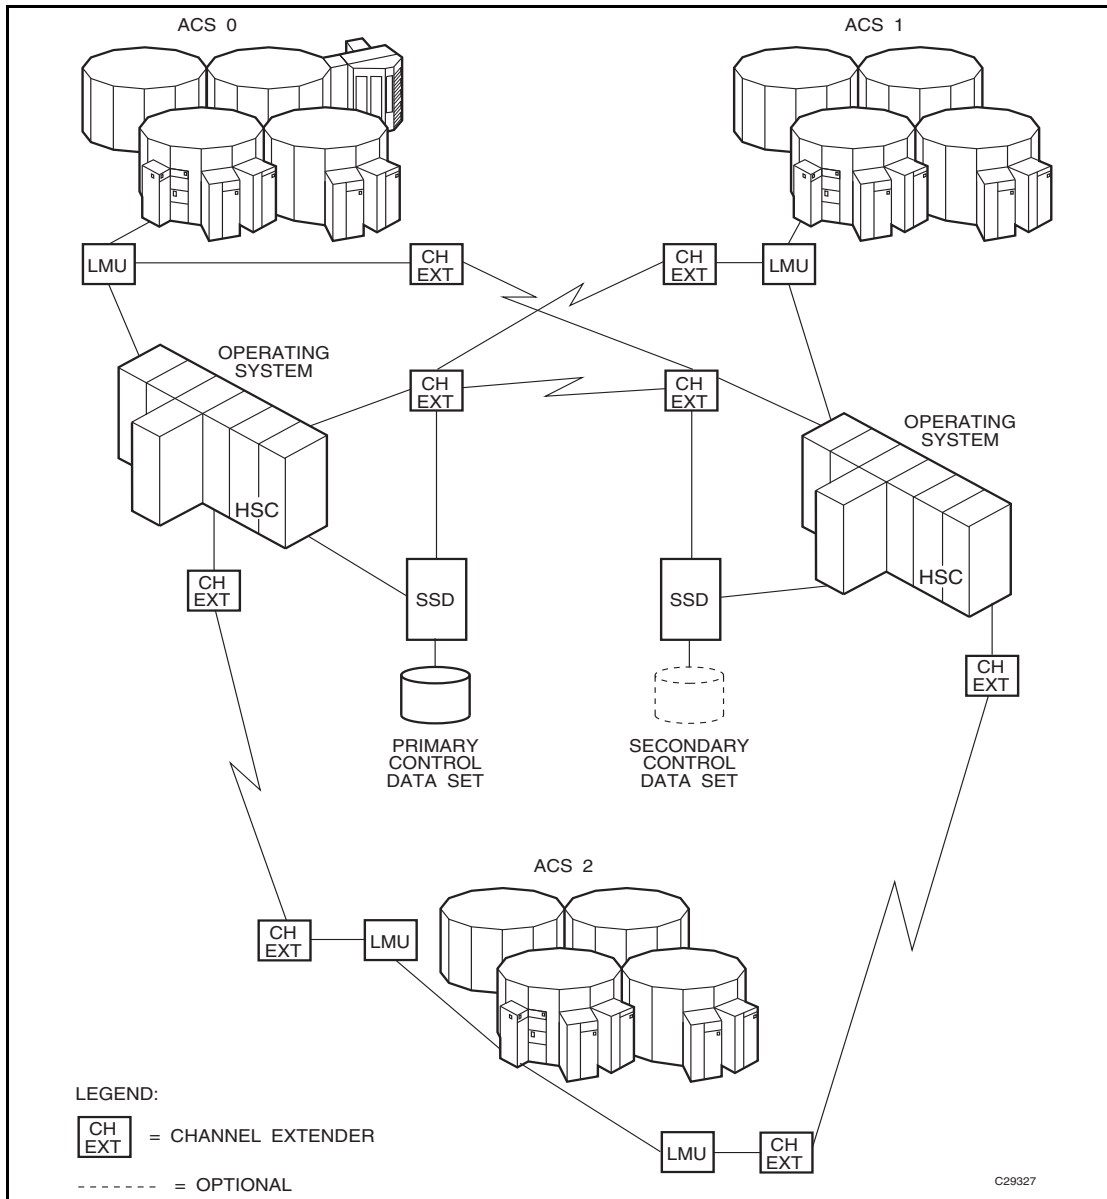 ACS 0
ACS 1
LMU
CH
EXT
CH
EXT
LMU
OPERATING
SYSTEM
CH
EXT
CH
EXT
OPERATING
SYSTEM
HSC
HSC
CH
EXT
SSD
SSD
CH
EXT
PRIMARY
CONTROL
DATA SET
SECONDARY
CONTROL
DATA SET
ACS 2
CH
EXT
LMU
LEGEND:
CH
EXT
= CHANNEL EXTENDER
LMU
CH
EXT
------- = OPTIONAL
C29327